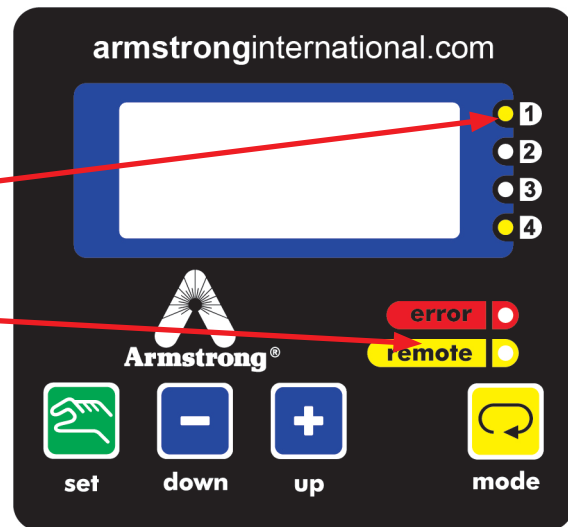 armstronginternational.com
1
2
3
4
error
remote
Armstrong®
set down up mode